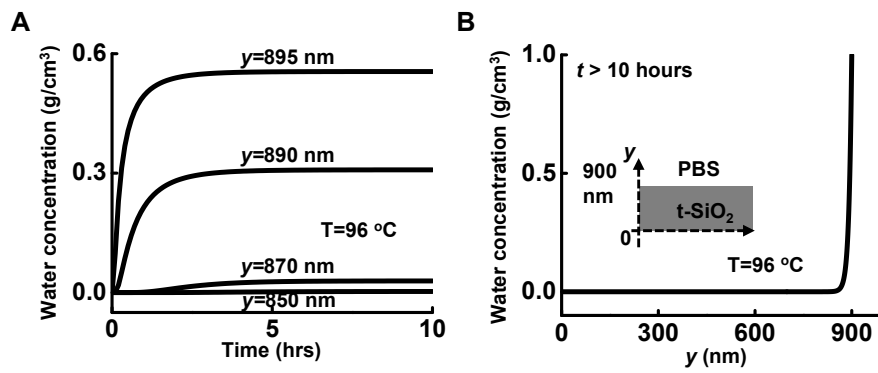 A
Water concentration (g/cm³)
0.6
0.3
0.0
y=895 nm
y=890 nm
T=96 °C
y=870 nm
y=850 nm
0
5
10
Time (hrs)
B
Water concentration (g/cm³)
1.0
0.5
0.0
t > 10 hours
y
900
nm
PBS
t-SiO₂
0
T=96 °C
0
300
600
900
y (nm)